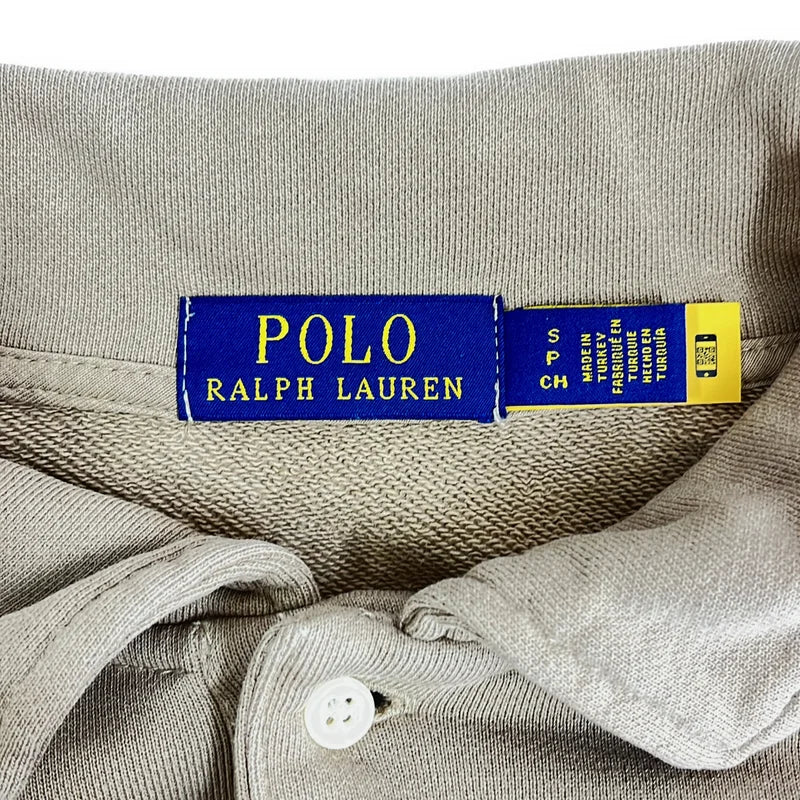 POLO
RALPH LAUREN
S
P
CH
MADE IN
TURKEY
FABRIQUÉ EN
TURQUIE
HECHO EN
TURQUÍA